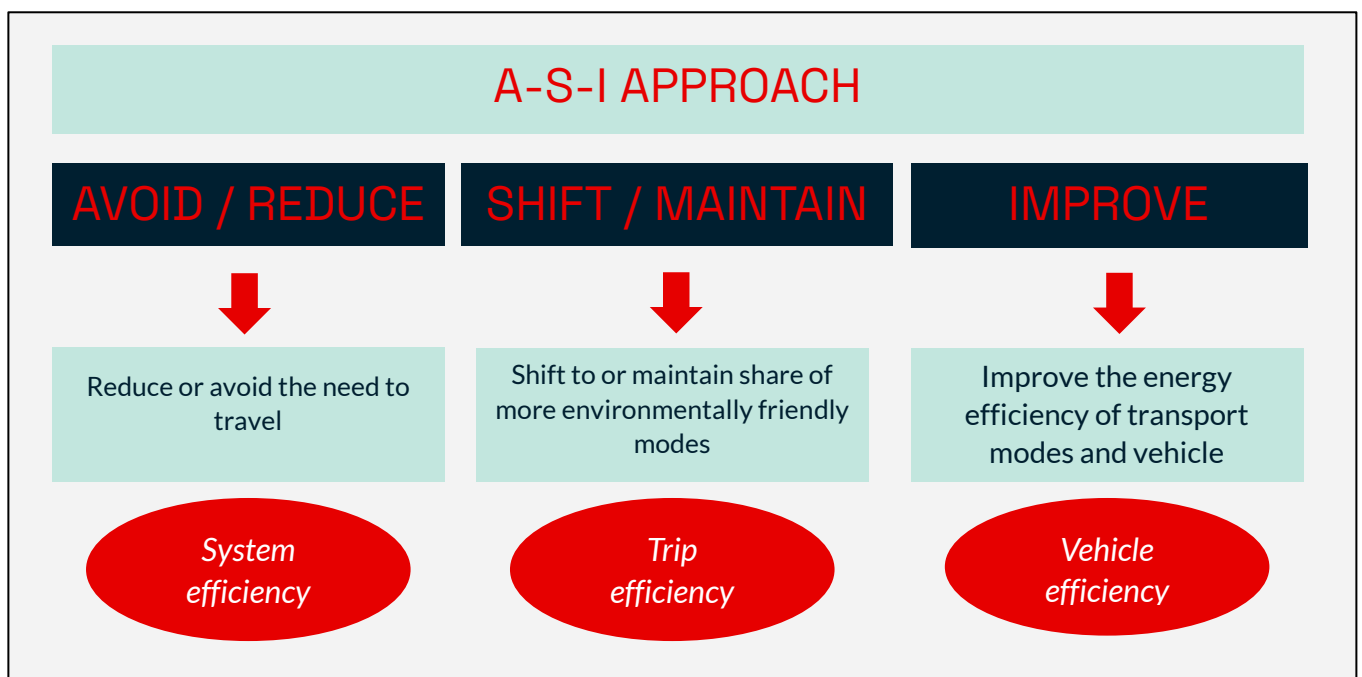 A-S-I APPROACH
AVOID / REDUCE
SHIFT / MAINTAIN
IMPROVE
Reduce or avoid the need to
travel
Shift to or maintain share of
more environmentally friendly
modes
Improve the energy
efficiency of transport
modes and vehicle
System
efficiency
Trip
efficiency
Vehicle
efficiency